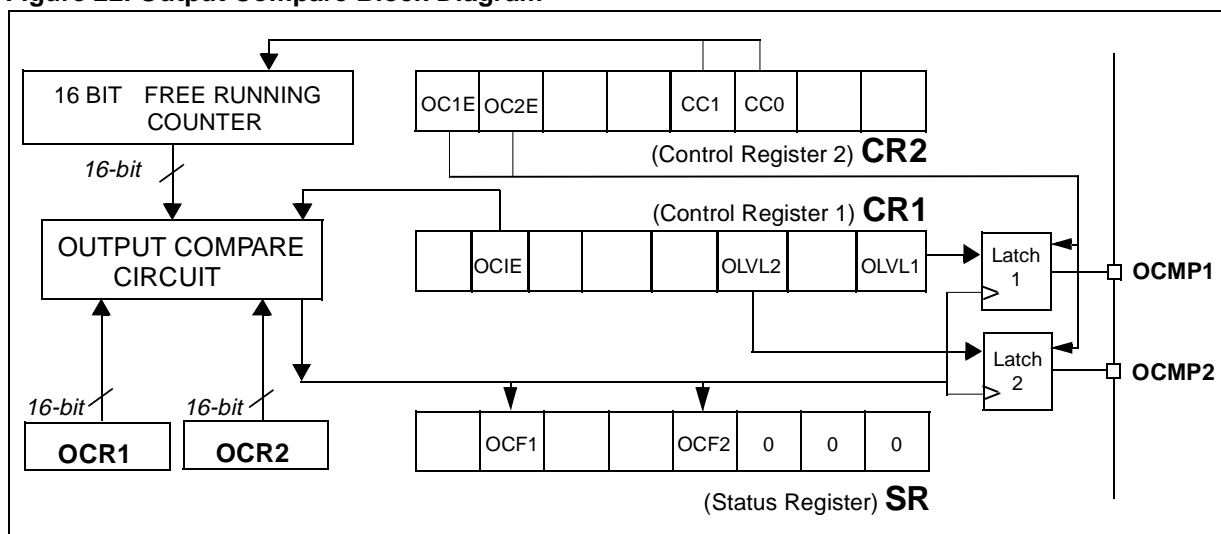 Figure 22. Output Compare Block Diagram
16 BIT FREE RUNNING
COUNTER
OC1E OC2E CC1 CC0
(Control Register 2) CR2
16-bit
(Control Register 1) CR1
OUTPUT COMPARE
CIRCUIT
OCIE OLVL2 OLVL1
Latch
1
OCMP1
Latch
2
OCMP2
16-bit 16-bit
OCR1 OCR2
OCF1 OCF2 0 0 0
(Status Register) SR